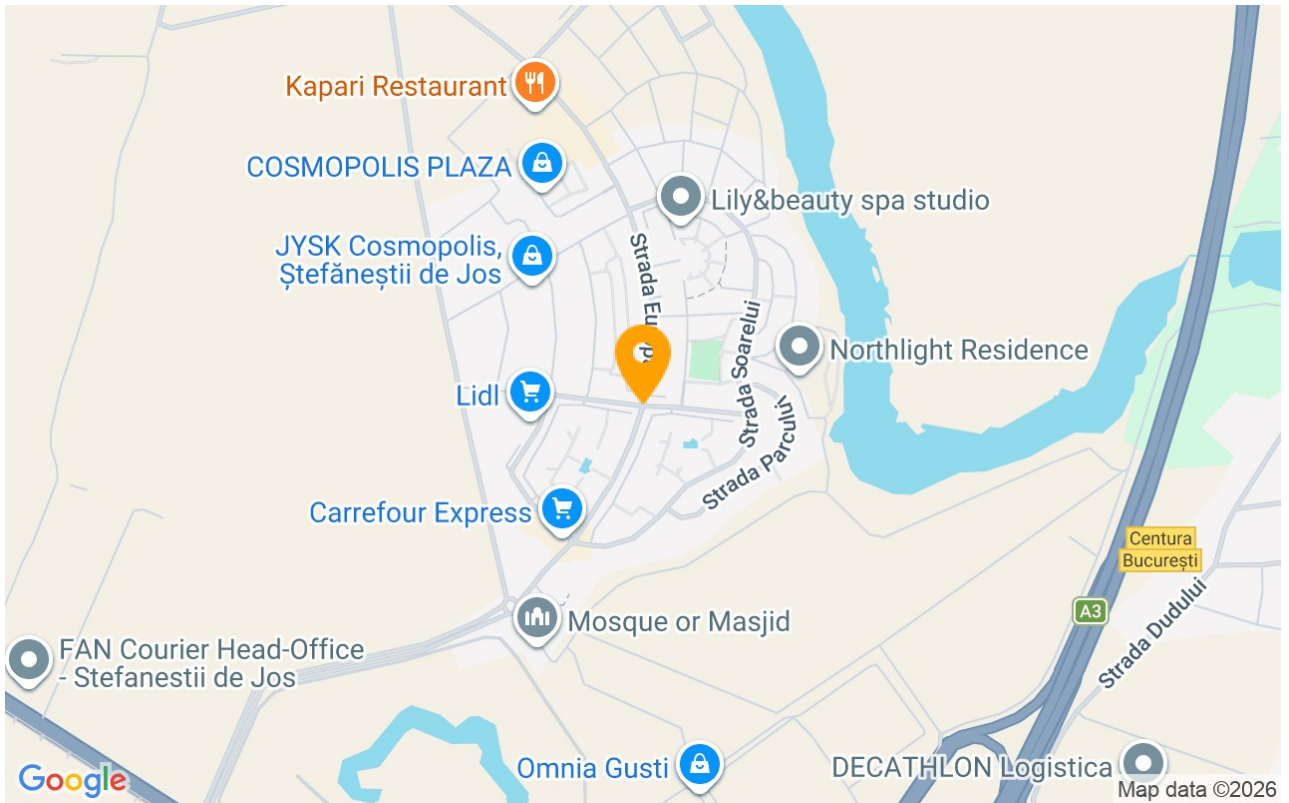 Kapari Restaurant
COSMOPOLIS PLAZA
Lily&beauty spa studio
JYSK Cosmopolis,
Ștefăneștii de Jos
Strada Eu
Strada Soarelui
Northlight Residence
Lidl
Strada Parcului
Carrefour Express
Centura
București
A3
Strada Dudului
Mosque or Masjid
FAN Courier Head-Office
- Stefanestii de Jos
Omnia Gusti
DECATHLON Logistica
Google
Map data ©2026